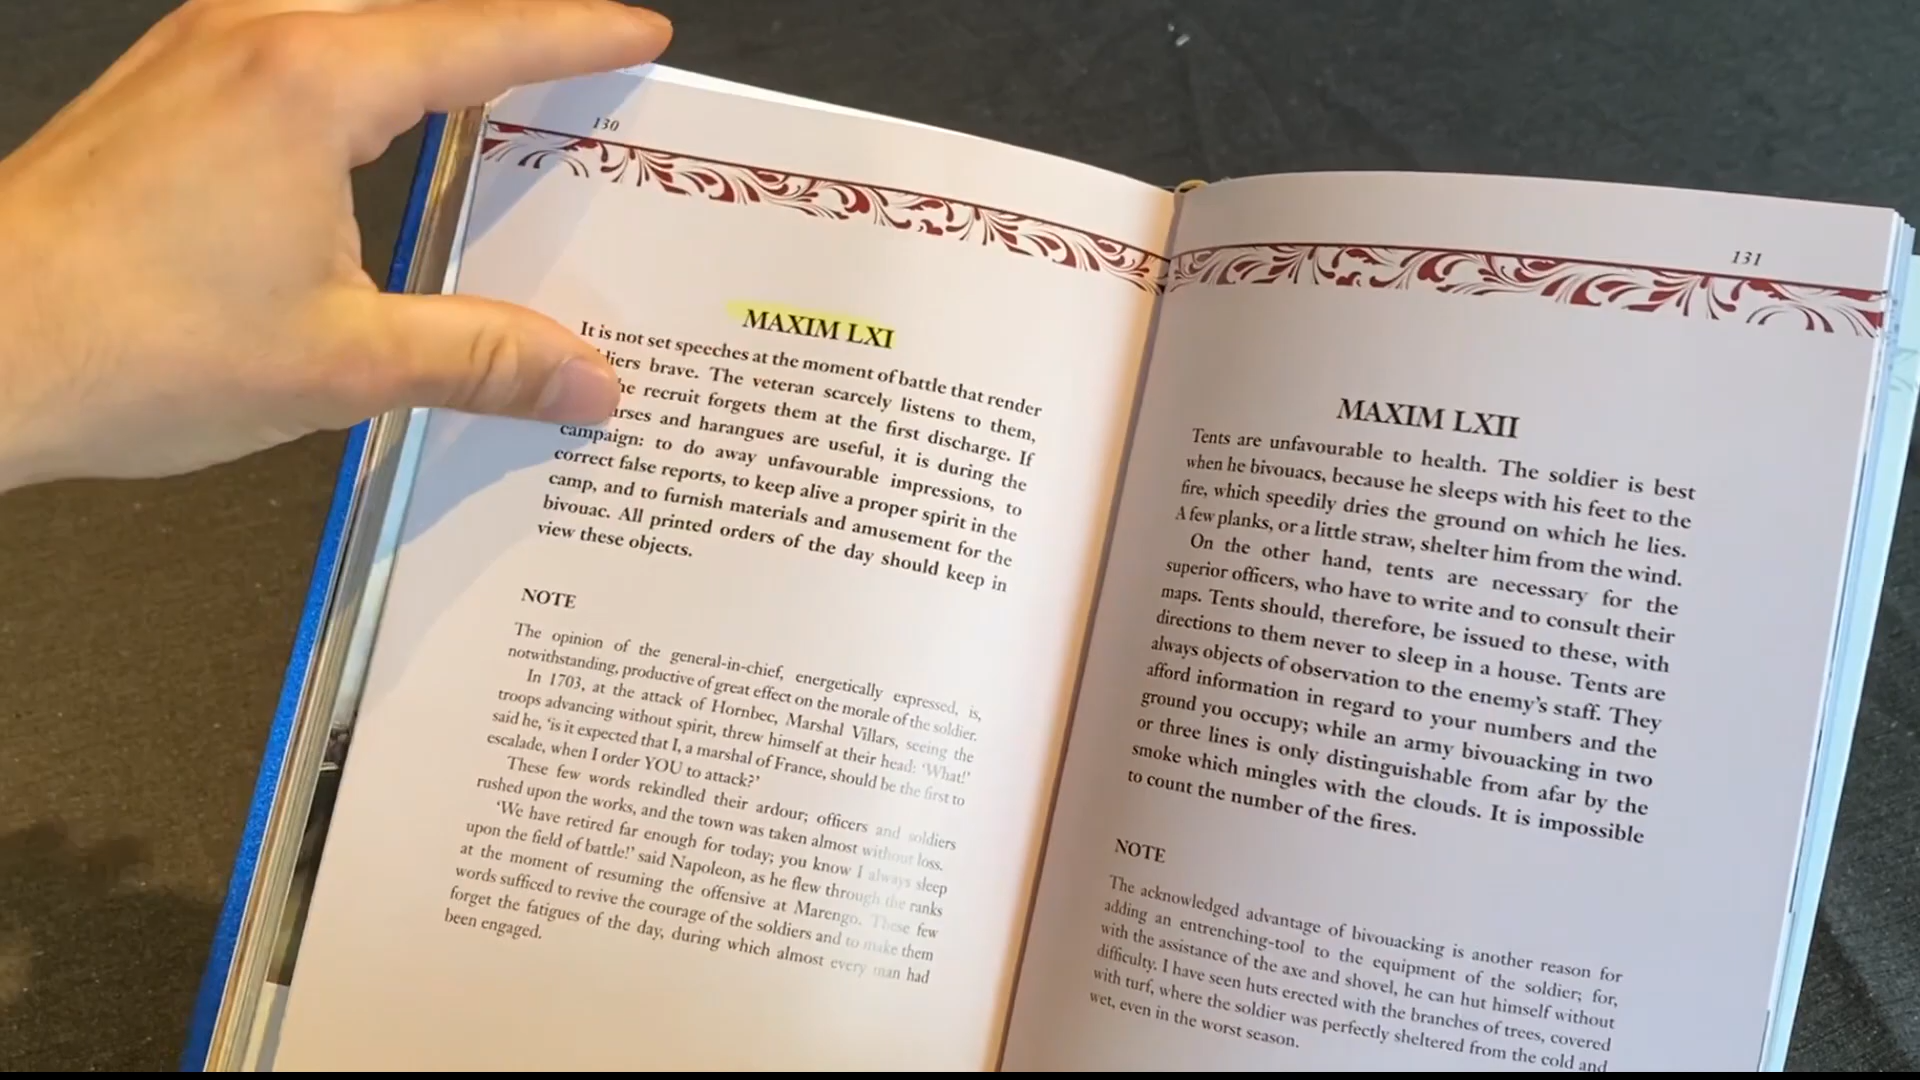 130
MAXIM LXI
It is not set speeches at the moment of battle that render
diers brave. The veteran scarcely listens to them,
he recruit forgets them at the first discharge. If
urses and harangues are useful, it is during the
campaign: to do away unfavourable impressions, to
correct false reports, to keep alive a proper spirit in the
camp, and to furnish materials and amusement for the
bivouac. All printed orders of the day should keep in
view these objects.
NOTE
The opinion of the general-in-chief, energetically expressed, is,
notwithstanding, productive of great effect on the morale of the soldier.
In 1703, at the attack of Hornbec, Marshal Villars, seeing the
troops advancing without spirit, threw himself at their head: 'What!'
said he, 'is it expected that I, a marshal of France, should be the first to
escalade, when I order YOU to attack?'
These few words rekindled their ardour; officers and soldiers
rushed upon the works, and the town was taken almost without loss.
'We have retired far enough for today; you know I always sleep
upon the field of battle!' said Napoleon, as he flew through the ranks
at the moment of resuming the offensive at Marengo. These few
words sufficed to revive the courage of the soldiers and to make them
forget the fatigues of the day, during which almost every man had
been engaged.
131
MAXIM LXII
Tents are unfavourable to health. The soldier is best
when he bivouacs, because he sleeps with his feet to the
fire, which speedily dries the ground on which he lies.
A few planks, or a little straw, shelter him from the wind.
On the other hand, tents are necessary for the
superior officers, who have to write and to consult their
maps. Tents should, therefore, be issued to these, with
directions to them never to sleep in a house. Tents are
always objects of observation to the enemy's staff. They
afford information in regard to your numbers and the
ground you occupy; while an army bivouacking in two
or three lines is only distinguishable from afar by the
smoke which mingles with the clouds. It is impossible
to count the number of the fires.
NOTE
The acknowledged advantage of bivouacking is another reason for
adding an entrenching-tool to the equipment of the soldier; for,
with the assistance of the axe and shovel, he can hut himself without
difficulty. I have seen huts erected with the branches of trees, covered
with turf, where the soldier was perfectly sheltered from the cold and
wet, even in the worst season.